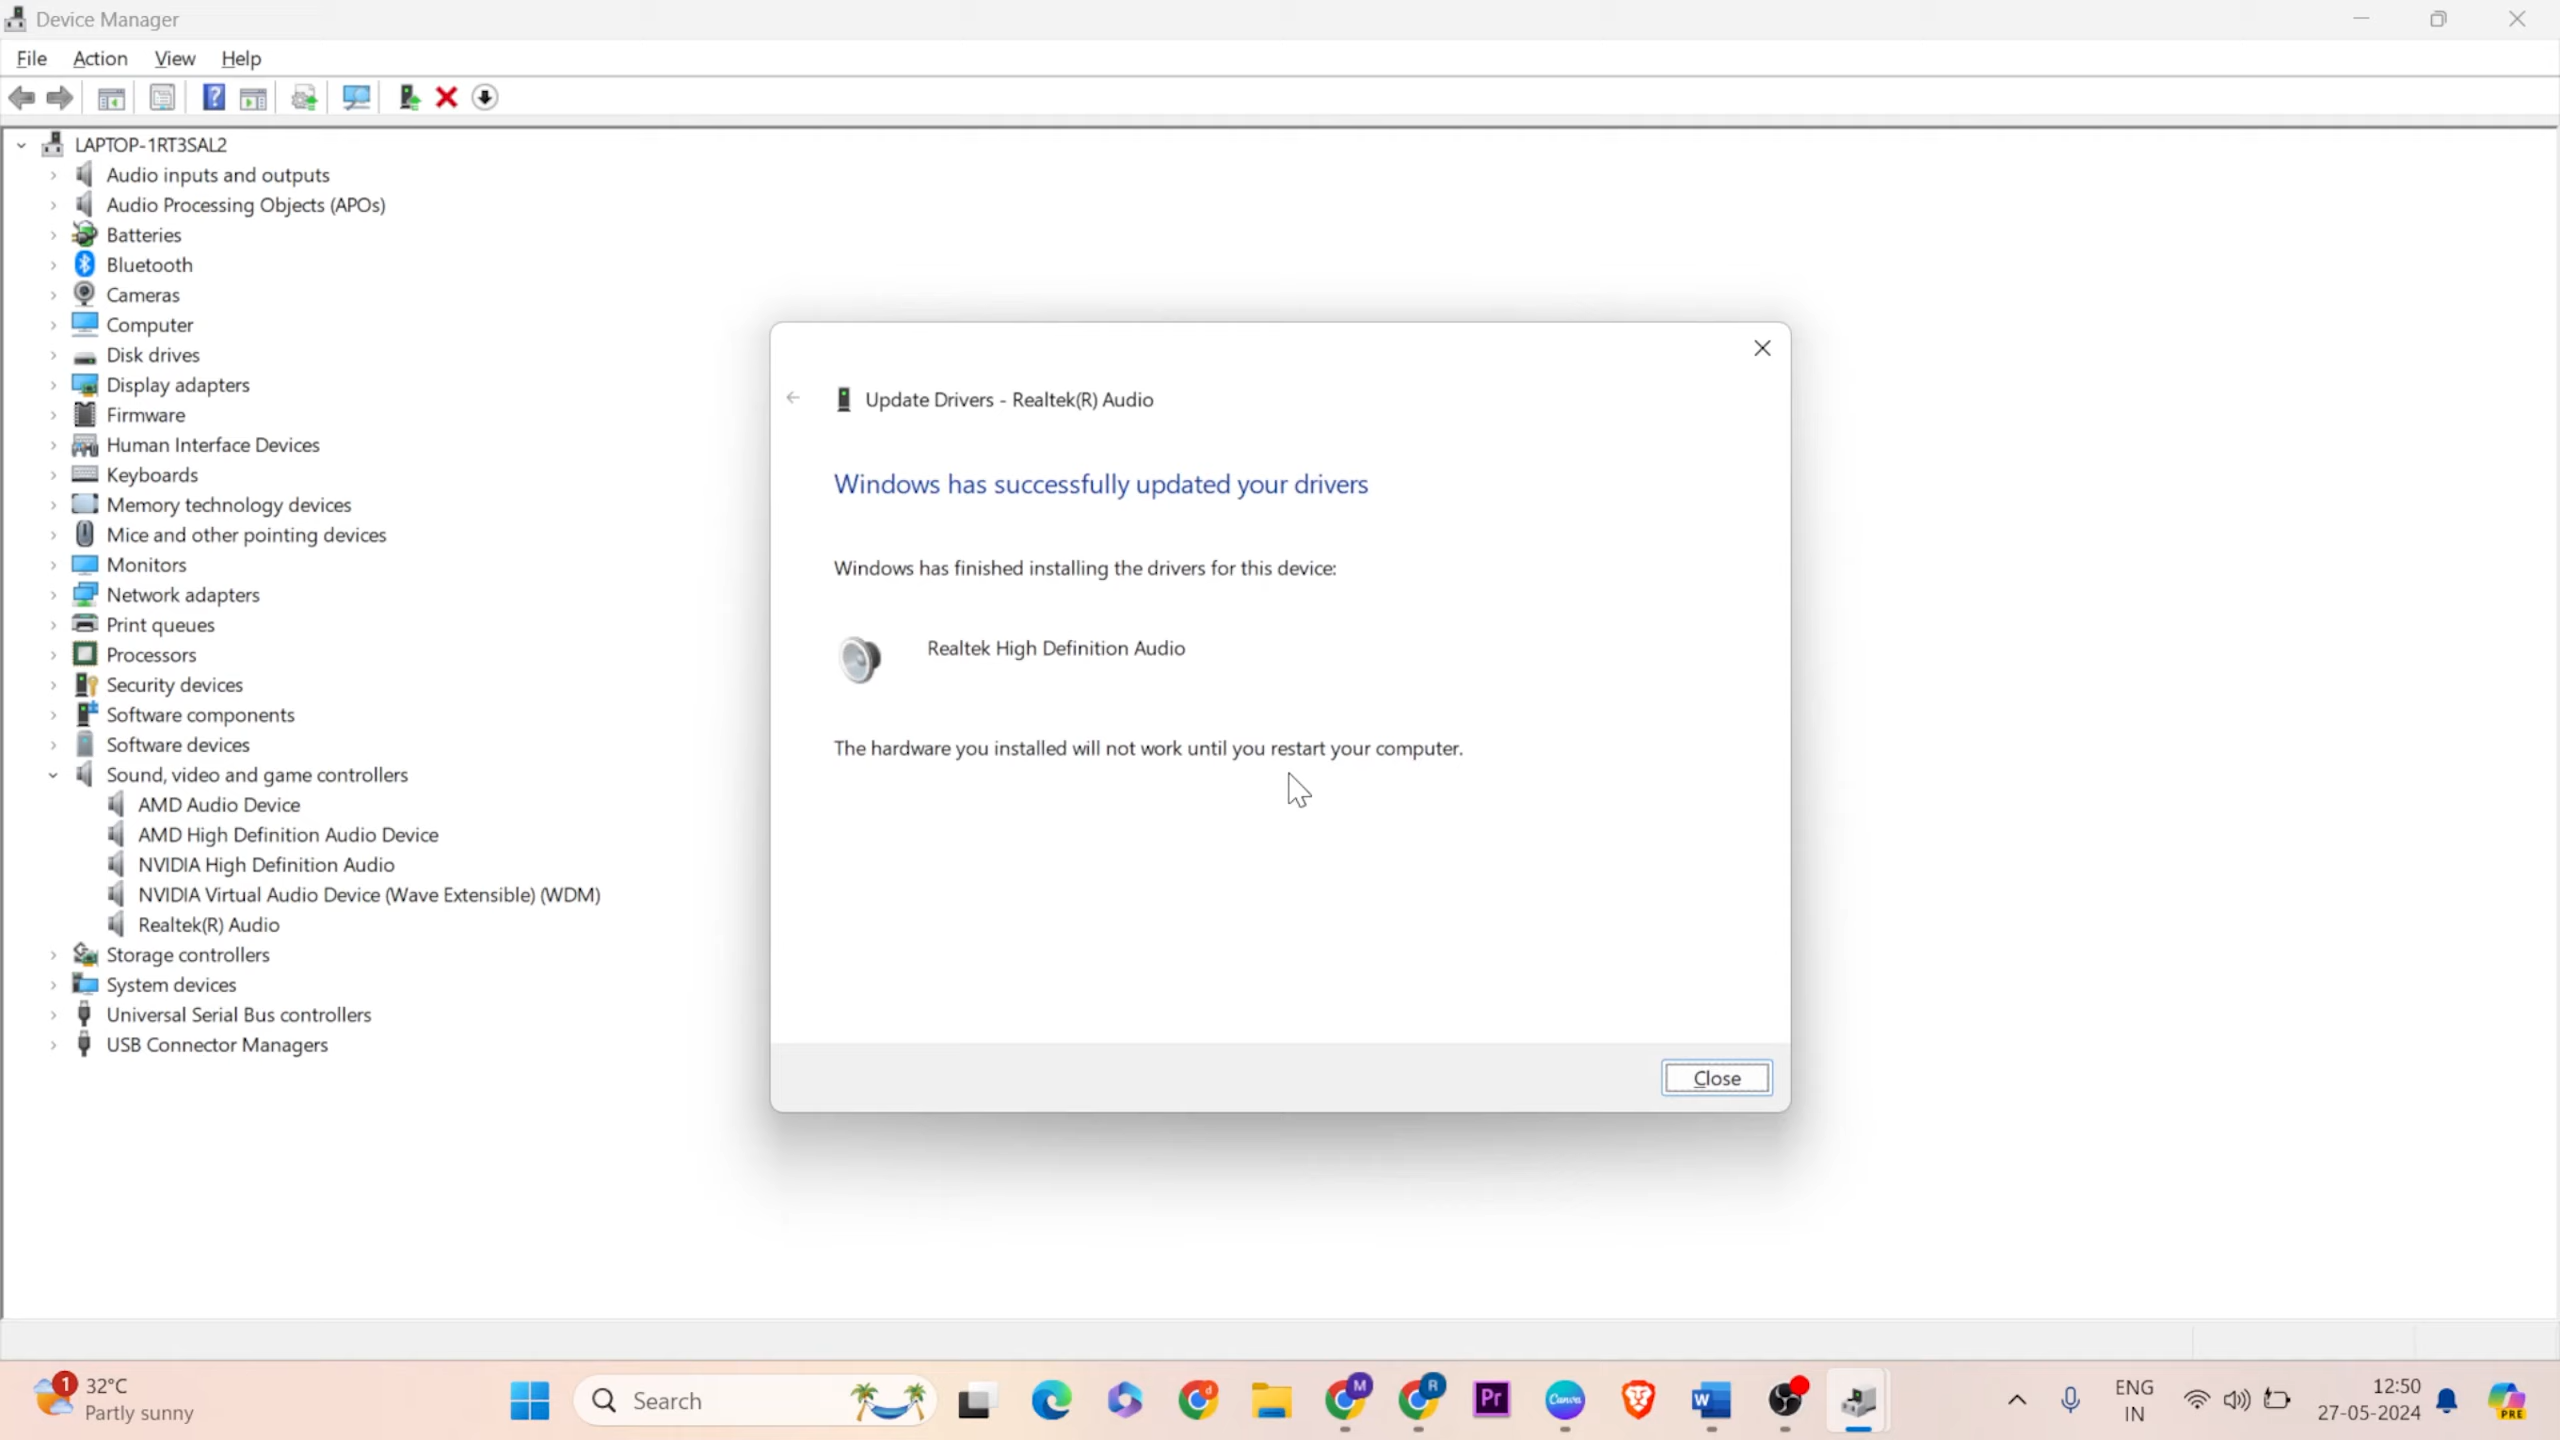 Device Manager
File Action View Help
LAPTOP-1RT3SAL2
Audio inputs and outputs
Audio Processing Objects (APOs)
Batteries
Bluetooth
Cameras
Computer
Disk drives
Display adapters
Firmware
Human Interface Devices
Keyboards
Memory technology devices
Mice and other pointing devices
Monitors
Network adapters
Print queues
Processors
Security devices
Software components
Software devices
Sound, video and game controllers
AMD Audio Device
AMD High Definition Audio Device
NVIDIA High Definition Audio
NVIDIA Virtual Audio Device (Wave Extensible) (WDM)
Realtek(R) Audio
Storage controllers
System devices
Universal Serial Bus controllers
USB Connector Managers
Update Drivers - Realtek(R) Audio
Windows has successfully updated your drivers
Windows has finished installing the drivers for this device:
Realtek High Definition Audio
The hardware you installed will not work until you restart your computer.
Close
1
32°C
Partly sunny
Search
d
M
R
Pr
Canva
W
ENG
IN
12:50
27-05-2024
PRE